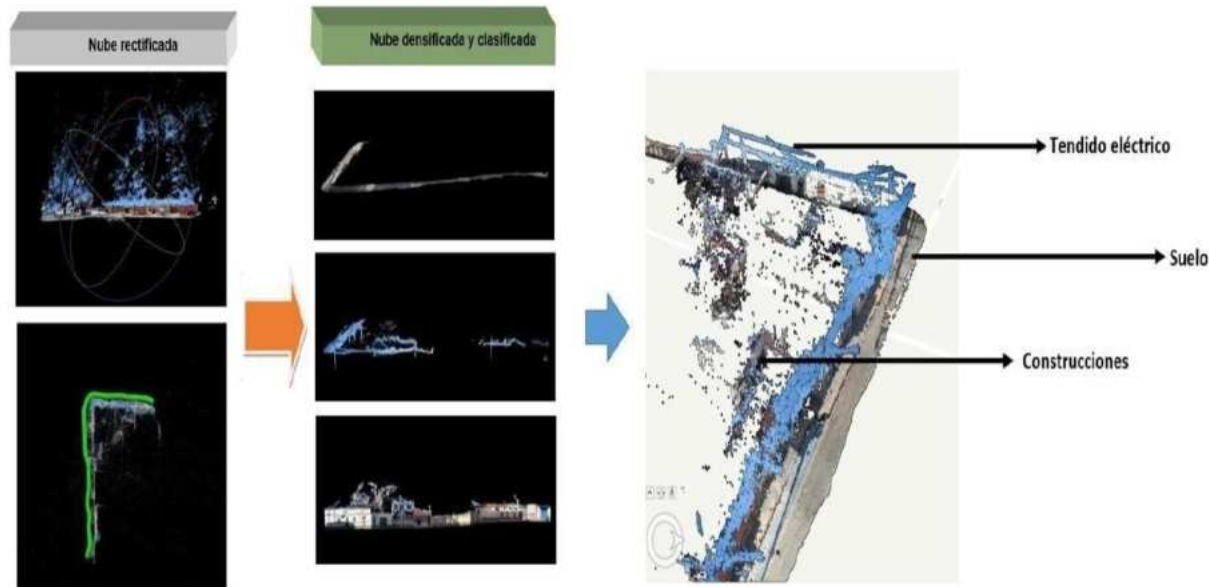 Nube rectificada
Nube densificada y clasificada
Tendido eléctrico
Suelo
Construcciones